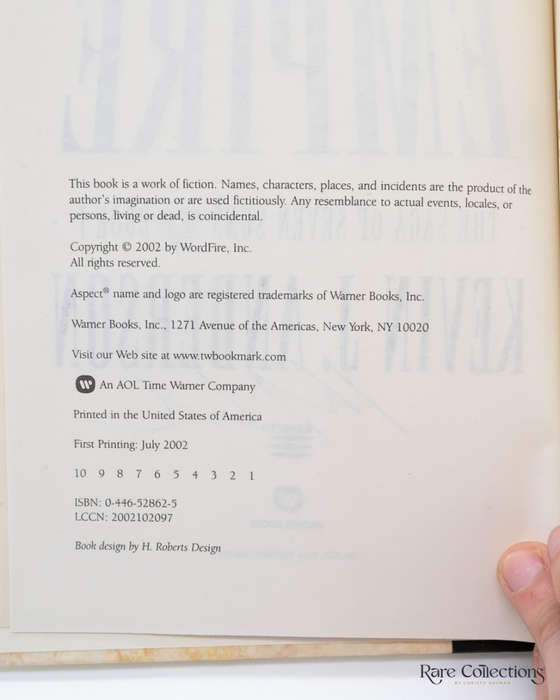 This book is a work of fiction. Names, characters, places, and incidents are the product of the
author's imagination or are used fictitiously. Any resemblance to actual events, locales, or
persons, living or dead, is coincidental.
Copyright © 2002 by WordFire, Inc.
All rights reserved.
Aspect® name and logo are registered trademarks of Warner Books, Inc.
Warner Books, Inc., 1271 Avenue of the Americas, New York, NY 10020
Visit our Web site at www.twbookmark.com
W An AOL Time Warner Company
Printed in the United States of America
First Printing: July 2002
10 9 8 7 6 5 4 3 2 1
ISBN: 0-446-52862-5
LCCN: 2002102097
Book design by H. Roberts Design
Rare Collections